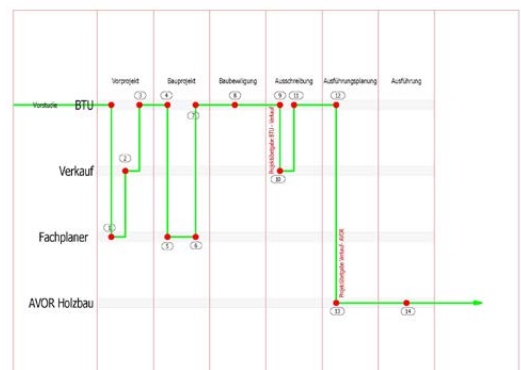 Vorprojekt
Bauprojekt
Baubewiligung
Ausschreibung
Ausführungsplanung
Ausführung
3
4
8
9
11
12
Vorstudie
BTU
7
Projektübergabe BTU - Verkauf
2
Verkauf
10
1
Fachplaner
5
6
Projektübergabe Verkauf- AVOR
AVOR Holzbau
13
14